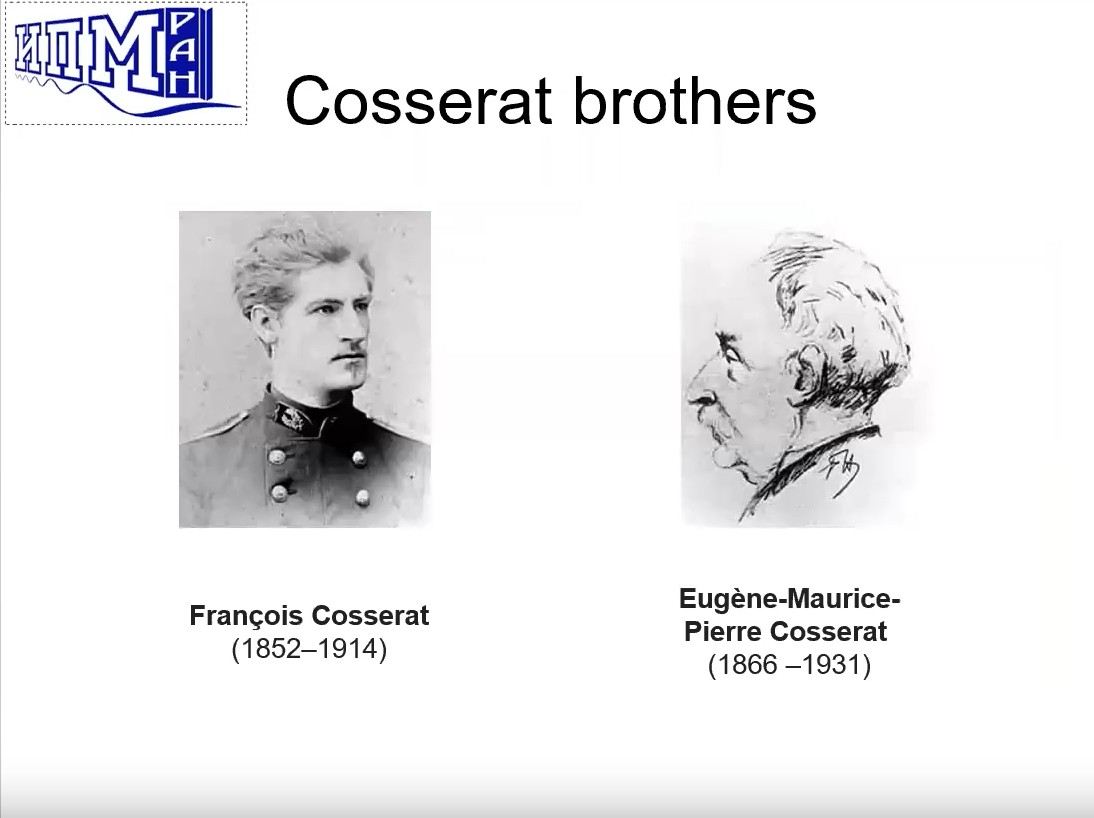 ИПМ РАН
Cosserat brothers
François Cosserat
(1852–1914)
Eugène-Maurice-
Pierre Cosserat
(1866 –1931)